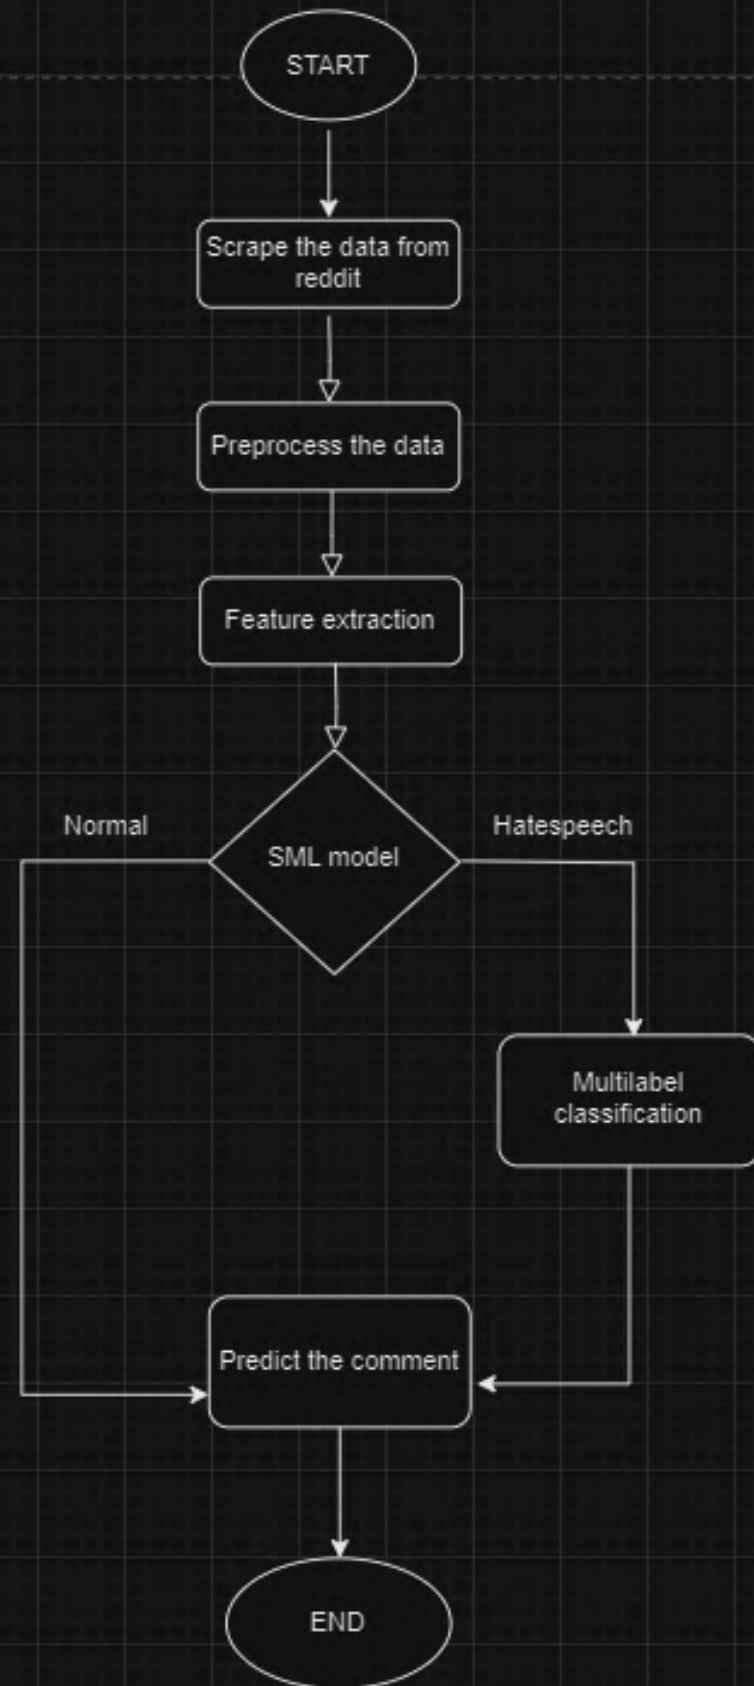 START
Scrape the data from
reddit
Preprocess the data
Feature extraction
Normal
Hatespeech
SML model
Multilabel
classification
Predict the comment
END